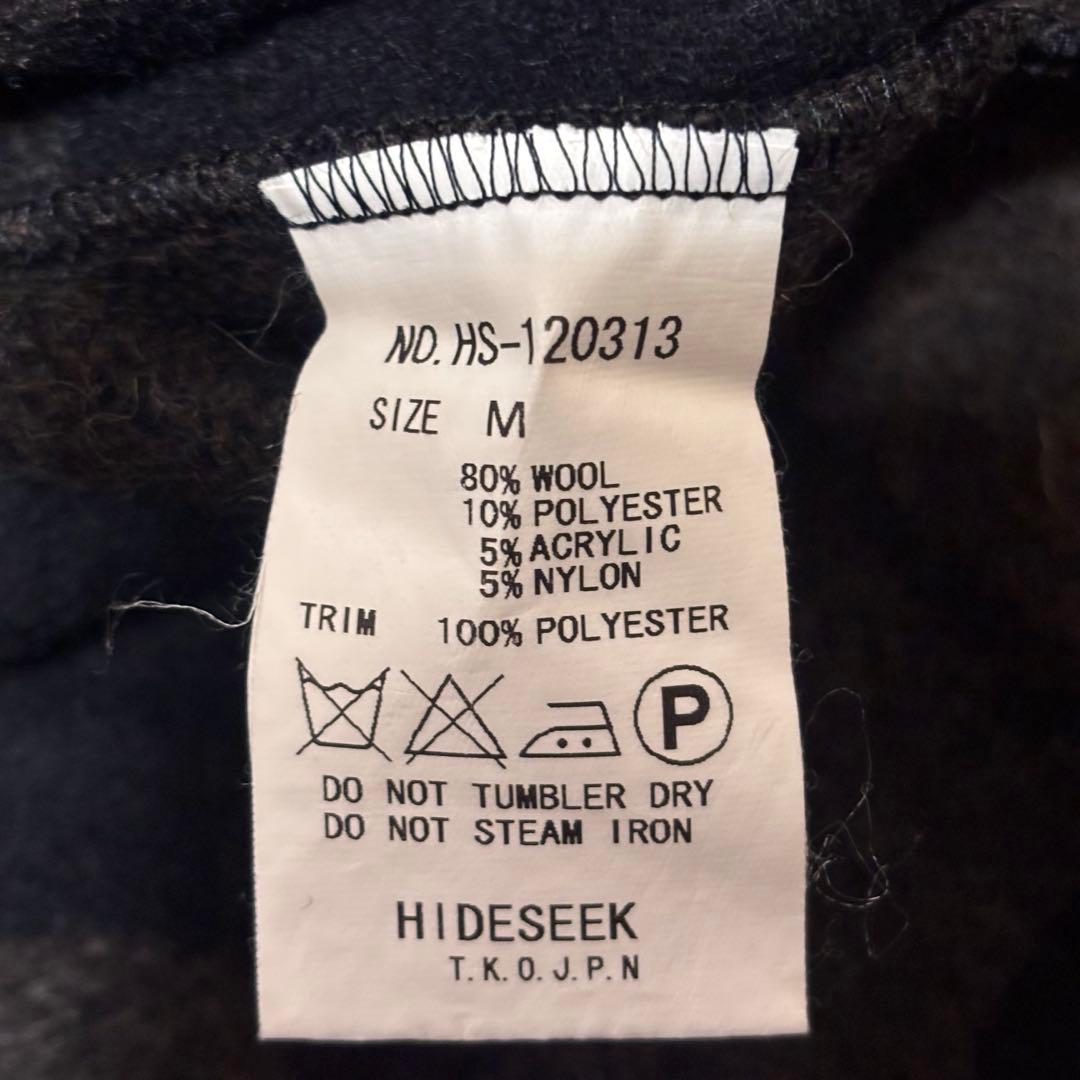 NO. HS-120313
SIZE M
80% WOOL
10% POLYESTER
5% ACRYLIC
5% NYLON
TRIM 100% POLYESTER
P
DO NOT TUMBLER DRY
DO NOT STEAM IRON
HIDESEEK
T.K.O.J.P.N